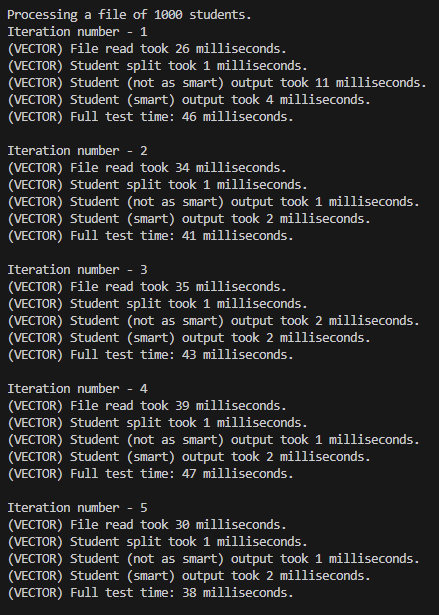 Processing a file of 1000 students.
Iteration number - 1
(VECTOR) File read took 26 milliseconds.
(VECTOR) Student split took 1 milliseconds.
(VECTOR) Student (not as smart) output took 11 milliseconds.
(VECTOR) Student (smart) output took 4 milliseconds.
(VECTOR) Full test time: 46 milliseconds.

Iteration number - 2
(VECTOR) File read took 34 milliseconds.
(VECTOR) Student split took 1 milliseconds.
(VECTOR) Student (not as smart) output took 1 milliseconds.
(VECTOR) Student (smart) output took 2 milliseconds.
(VECTOR) Full test time: 41 milliseconds.

Iteration number - 3
(VECTOR) File read took 35 milliseconds.
(VECTOR) Student split took 1 milliseconds.
(VECTOR) Student (not as smart) output took 2 milliseconds.
(VECTOR) Student (smart) output took 2 milliseconds.
(VECTOR) Full test time: 43 milliseconds.

Iteration number - 4
(VECTOR) File read took 39 milliseconds.
(VECTOR) Student split took 1 milliseconds.
(VECTOR) Student (not as smart) output took 1 milliseconds.
(VECTOR) Student (smart) output took 2 milliseconds.
(VECTOR) Full test time: 47 milliseconds.

Iteration number - 5
(VECTOR) File read took 30 milliseconds.
(VECTOR) Student split took 1 milliseconds.
(VECTOR) Student (not as smart) output took 1 milliseconds.
(VECTOR) Student (smart) output took 2 milliseconds.
(VECTOR) Full test time: 38 milliseconds.